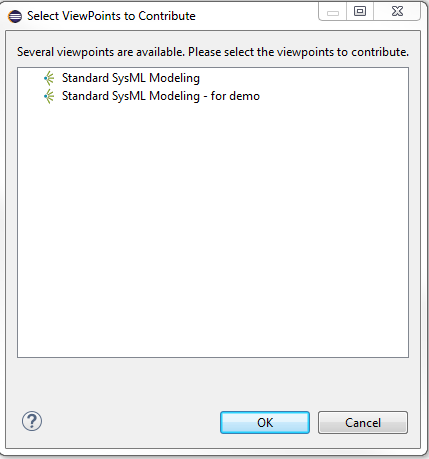 Select ViewPoints to Contribute
Several viewpoints are available. Please select the viewpoints to contribute.
Standard SysML Modeling
Standard SysML Modeling - for demo
?
OK
Cancel